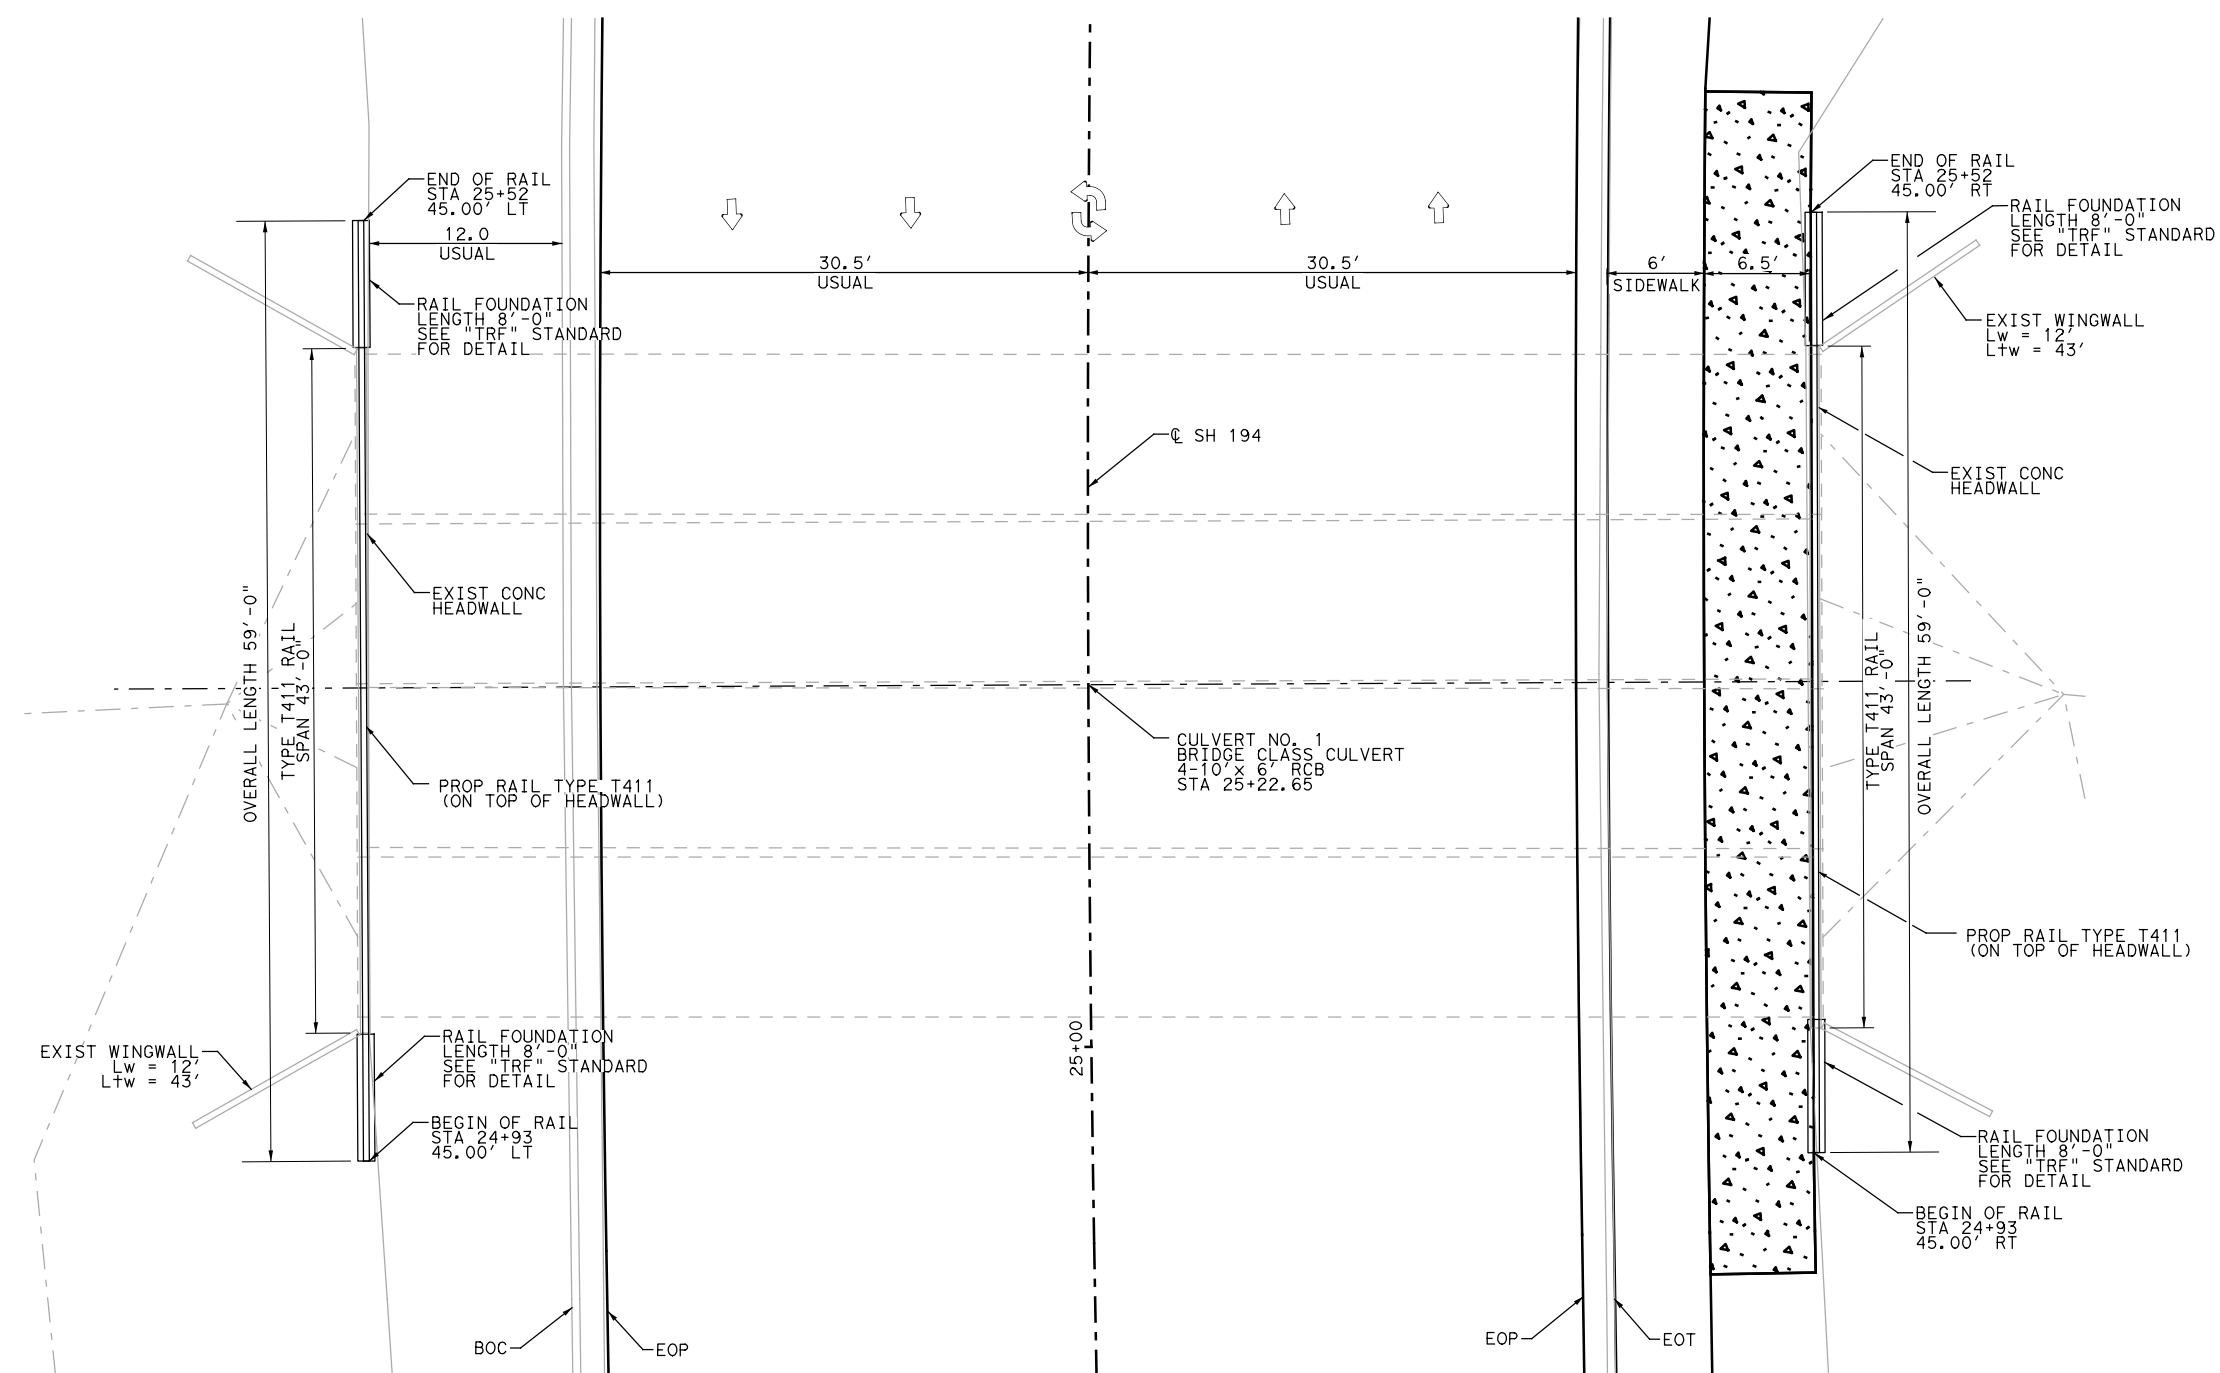 END OF RAIL
STA 25+52
45.00' LT
12.0
USUAL
RAIL FOUNDATION
LENGTH 8'-0"
SEE "TRF" STANDARD
FOR DETAIL
30.5'
USUAL
30.5'
USUAL
6'
SIDEWALK
6.5'
END OF RAIL
STA 25+52
45.00' RT
RAIL FOUNDATION
LENGTH 8'-0"
SEE "TRF" STANDARD
FOR DETAIL
EXIST WINGWALL
Lw = 12'
Ltw = 43'
℄ SH 194
EXIST CONC
HEADWALL
EXIST CONC
HEADWALL
OVERALL LENGTH 59'-0"
TYPE T411 RAIL
SPAN 43'-0"
TYPE T411 RAIL
SPAN 43'-0"
OVERALL LENGTH 59'-0"
CULVERT NO. 1
BRIDGE CLASS CULVERT
4-10'x 6' RCB
STA 25+22.65
PROP RAIL TYPE T411
(ON TOP OF HEADWALL)
PROP RAIL TYPE T411
(ON TOP OF HEADWALL)
EXIST WINGWALL
Lw = 12'
Ltw = 43'
RAIL FOUNDATION
LENGTH 8'-0"
SEE "TRF" STANDARD
FOR DETAIL
25+00
BEGIN OF RAIL
STA 24+93
45.00' LT
RAIL FOUNDATION
LENGTH 8'-0"
SEE "TRF" STANDARD
FOR DETAIL
BEGIN OF RAIL
STA 24+93
45.00' RT
BOC
EOP
EOP
EOT